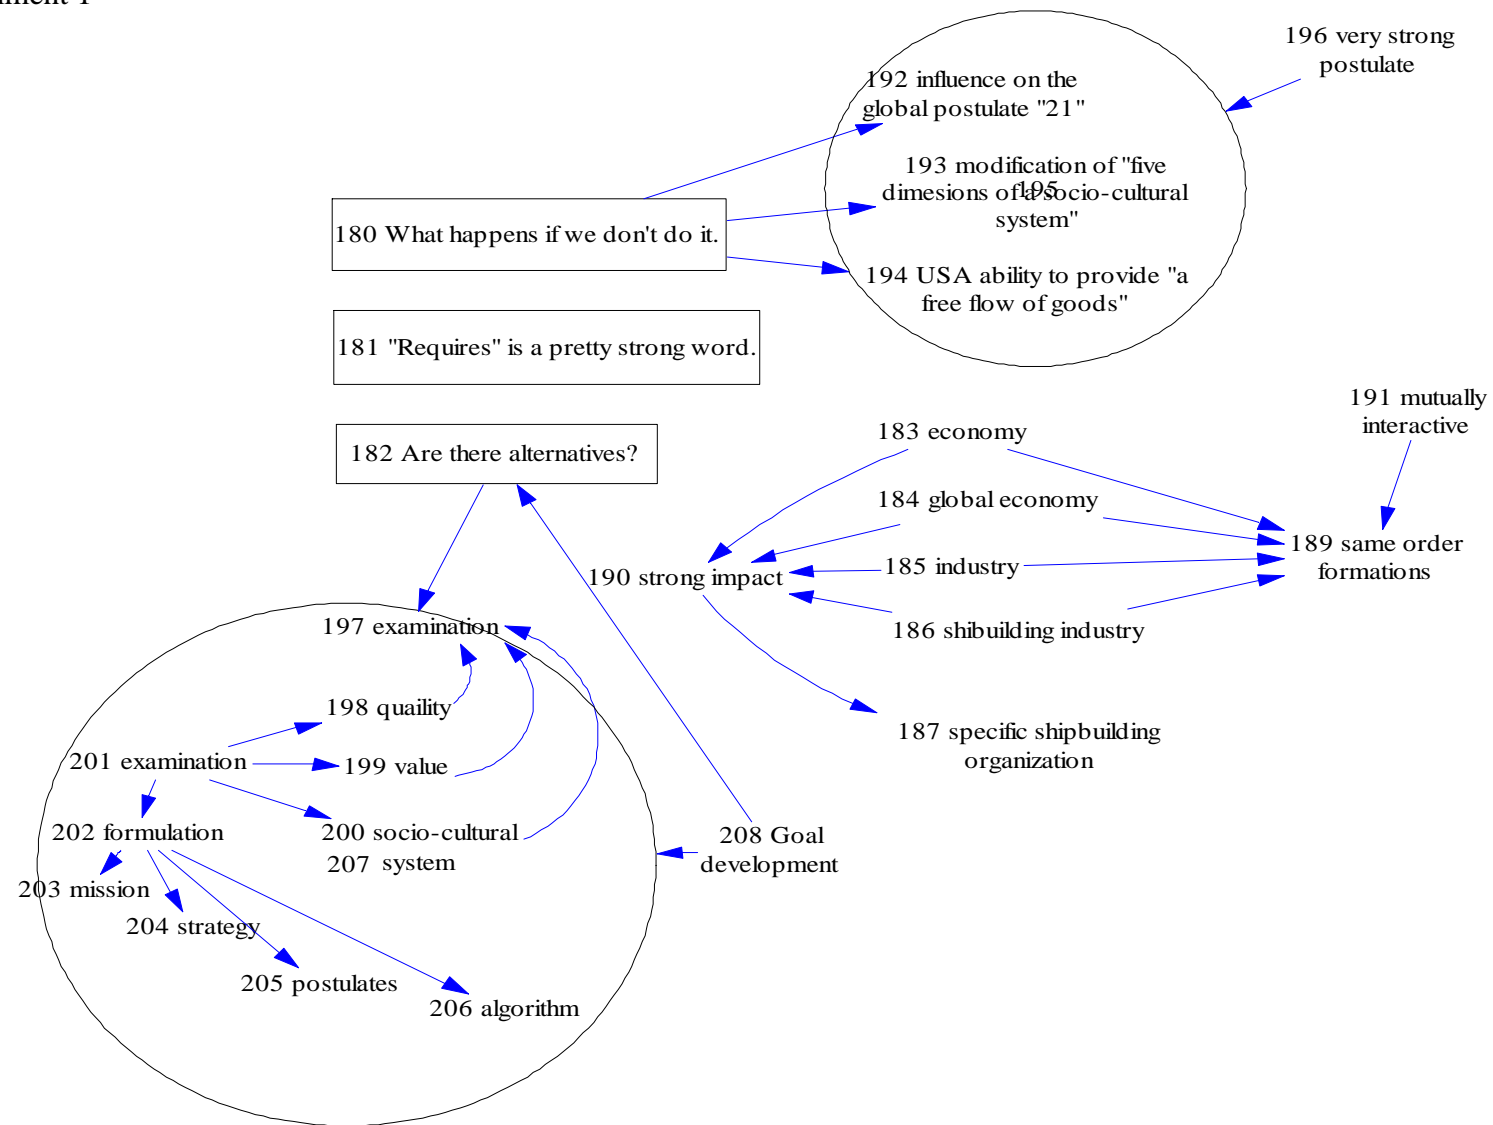 196 very strong
postulate
192 influence on the
global postulate "21"
193 modification of "five
dimesions of a socio-cultural
system"
195
180 What happens if we don't do it.
194 USA ability to provide "a
free flow of goods"
181 "Requires" is a pretty strong word.
191 mutually
interactive
183 economy
182 Are there alternatives?
184 global economy
189 same order
formations
185 industry
190 strong impact
186 shibuilding industry
197 examination
198 quaility
187 specific shipbuilding
organization
201 examination
199 value
202 formulation
200 socio-cultural
207 system
208 Goal
development
203 mission
204 strategy
205 postulates
206 algorithm